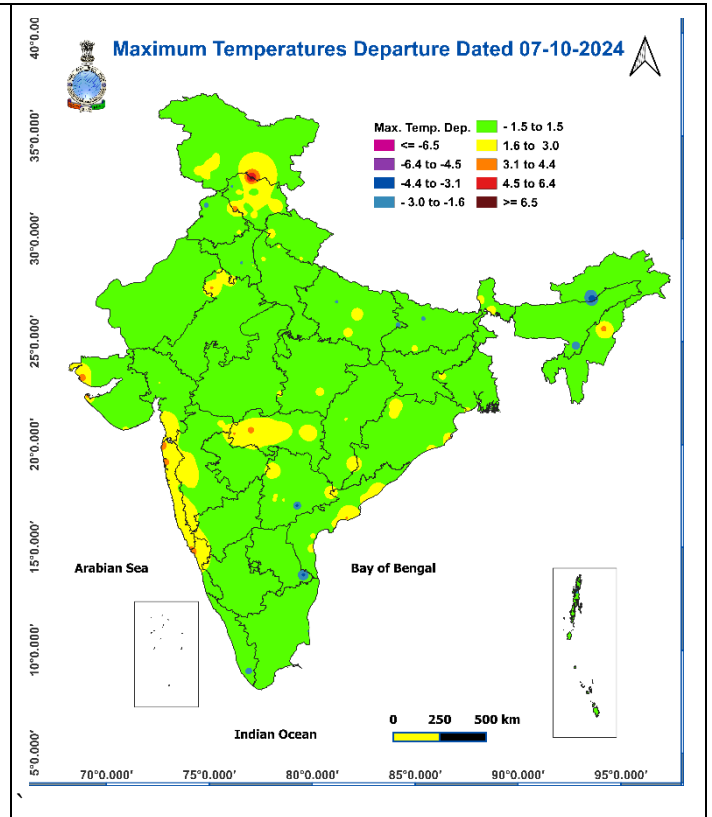 Maximum Temperatures Departure Dated 07-10-2024
Max. Temp. Dep.
<= -6.5
-6.4 to -4.5
-4.4 to -3.1
- 3.0 to -1.6
- 1.5 to 1.5
1.6 to 3.0
3.1 to 4.4
4.5 to 6.4
>= 6.5
40°0.00
35°0.000'
30°0.000'
25°0.000'
20°0.000'
15°0.000'
10°0.000'
5°0.000'
Arabian Sea
Bay of Bengal
Indian Ocean
0 250 500 km
70°0.000' 75°0.000' 80°0.000' 85°0.000' 90°0.000' 95°0.000'
`